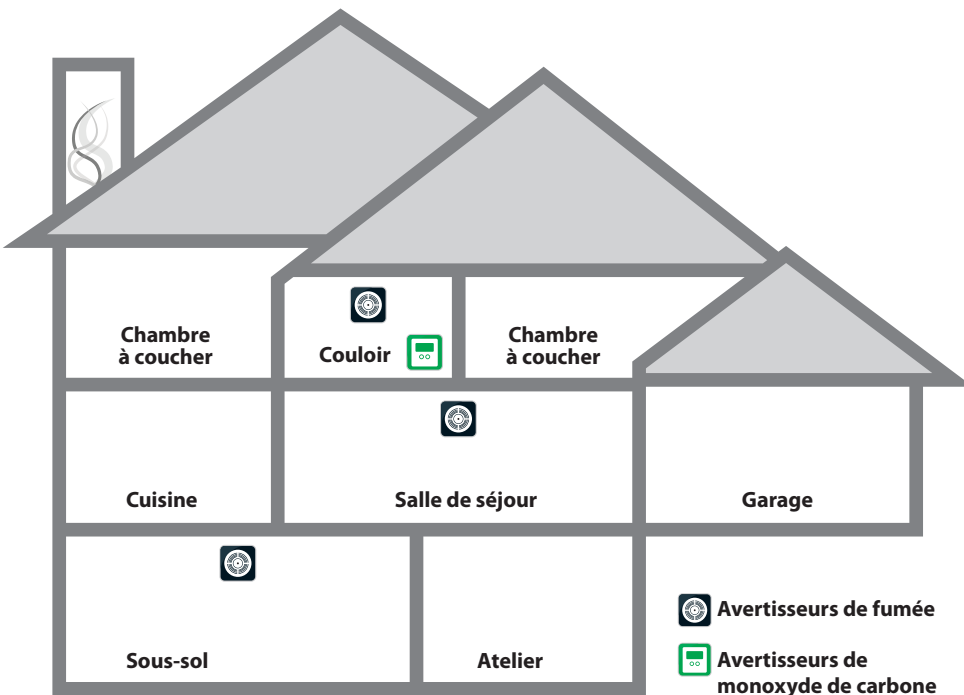 Chambre
à coucher
Couloir
Chambre
à coucher
Cuisine
Salle de séjour
Garage
Sous-sol
Atelier
Avertisseurs de fumée
Avertisseurs de
monoxyde de carbone